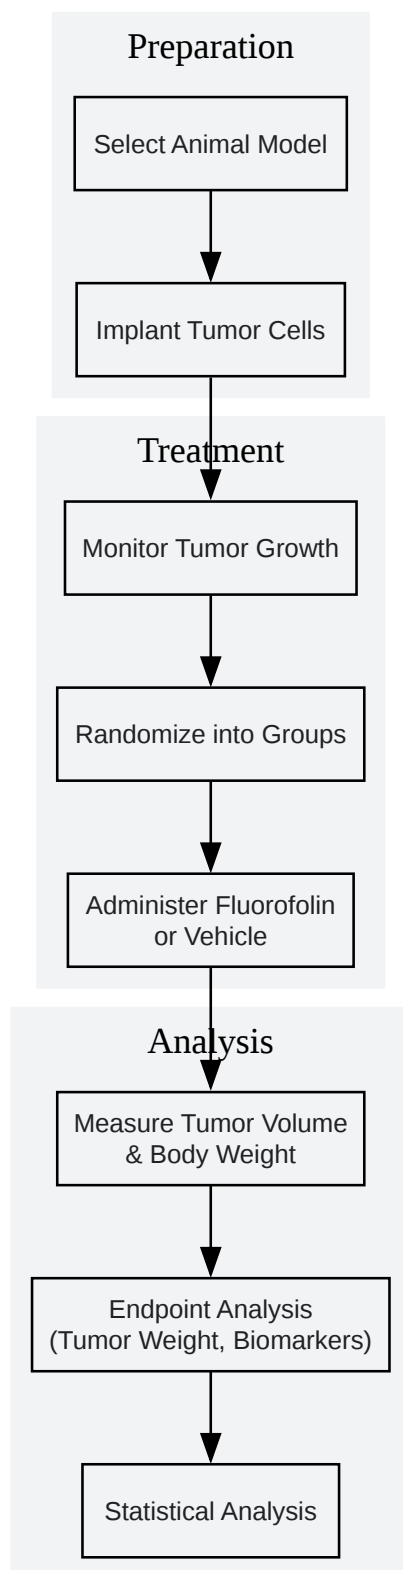 Preparation
Select Animal Model
Implant Tumor Cells
Treatment
Monitor Tumor Growth
Randomize into Groups
Administer Fluorofolin
or Vehicle
Analysis
Measure Tumor Volume
& Body Weight
Endpoint Analysis
(Tumor Weight, Biomarkers)
Statistical Analysis